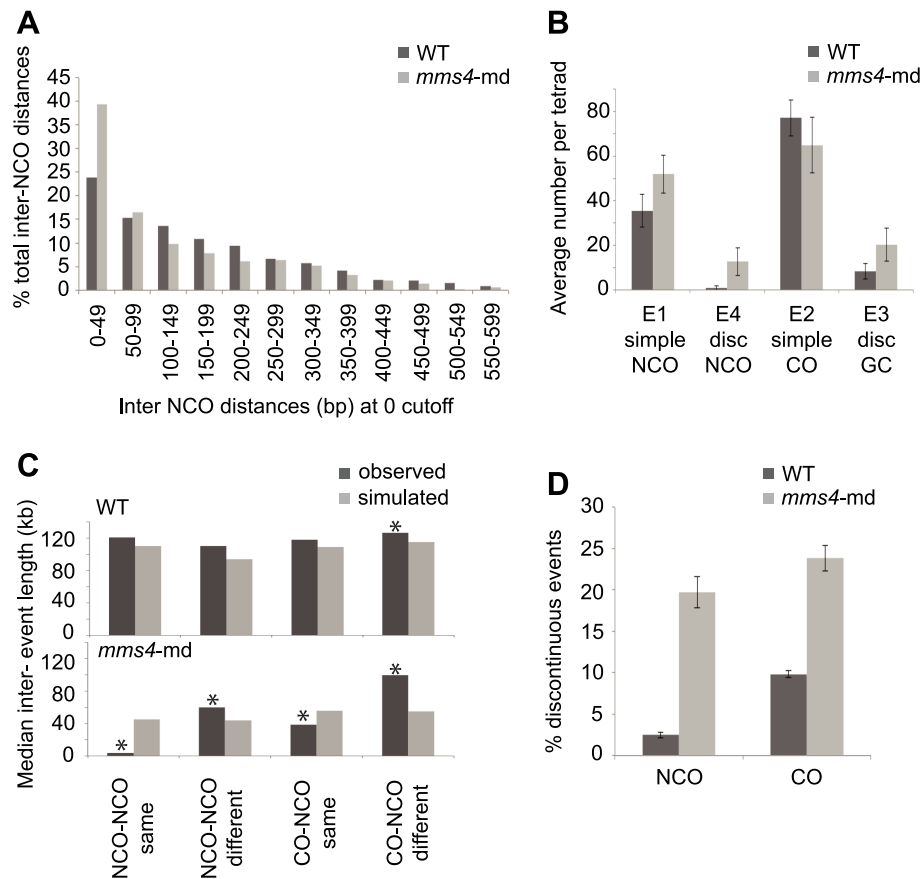 A
WT
mms4-md
% total inter-NCO distances
45
40
35
30
25
20
15
10
5
0
0-49
50-99
100-149
150-199
200-249
250-299
300-349
350-399
400-449
450-499
500-549
550-599
Inter NCO distances (bp) at 0 cutoff
B
WT
mms4-md
Average number per tetrad
80
60
40
20
0
E1 simple NCO
E4 disc NCO
E2 simple CO
E3 disc GC
C
observed
simulated
Median inter- event length (kb)
WT
120
80
40
0
*
mms4-md
120
80
40
0
*
*
*
*
NCO-NCO same
NCO-NCO different
CO-NCO same
CO-NCO different
D
WT
mms4-md
% discontinuous events
30
25
20
15
10
5
0
NCO
CO